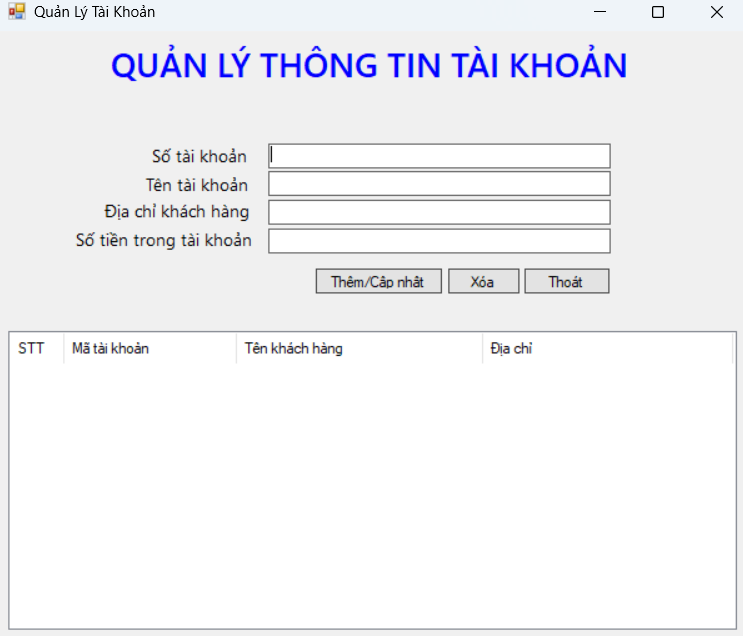 Quản Lý Tài Khoản
QUẢN LÝ THÔNG TIN TÀI KHOẢN
Số tài khoản
Tên tài khoản
Địa chỉ khách hàng
Số tiền trong tài khoản
Thêm/Cập nhật Xóa Thoát
STT Mã tài khoản Tên khách hàng Địa chỉ